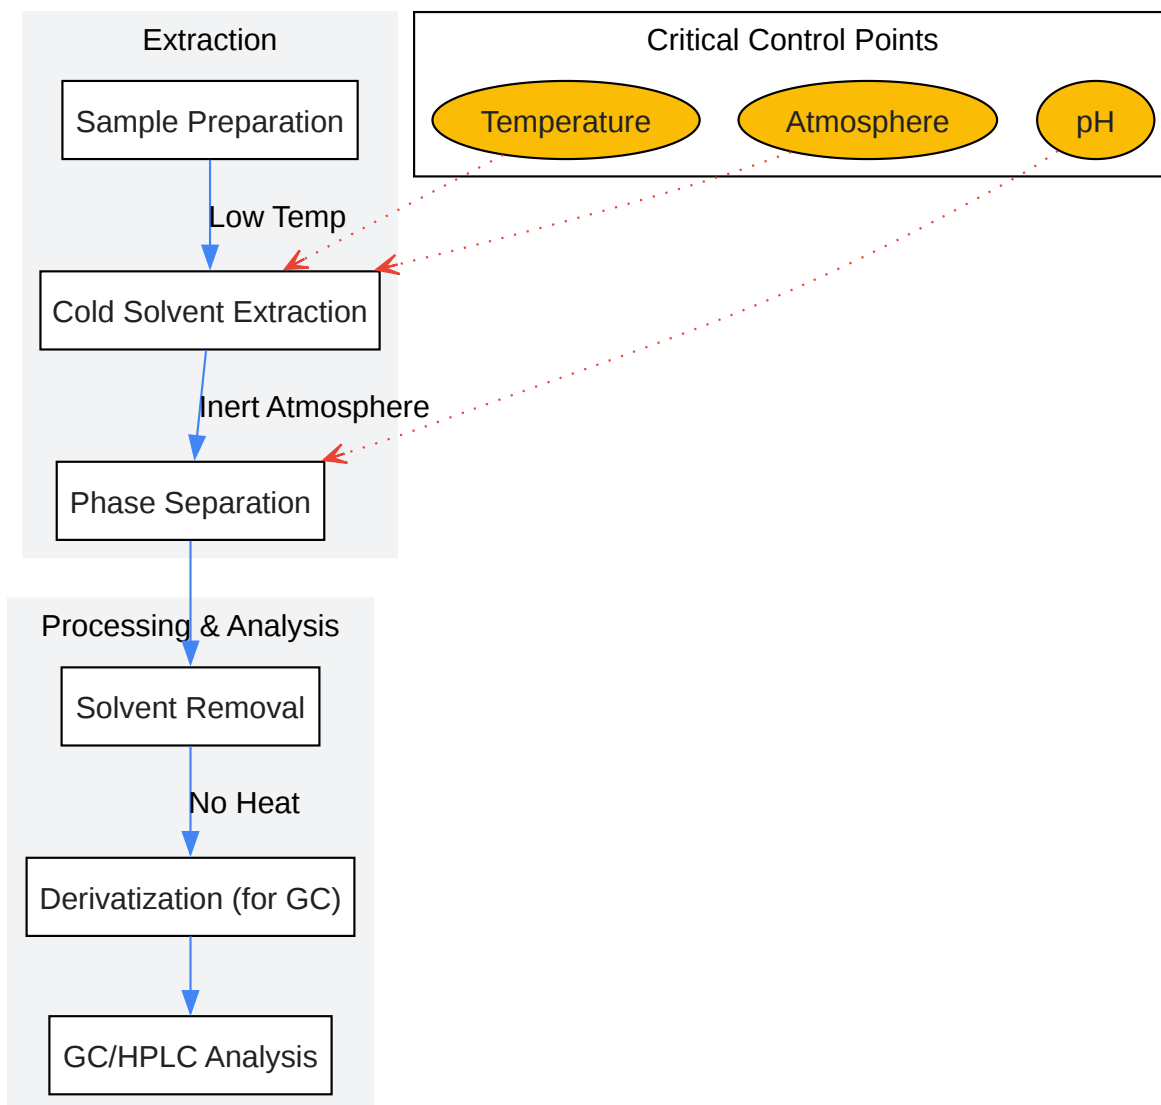 Extraction
Sample Preparation
Low Temp
Cold Solvent Extraction
Inert Atmosphere
Phase Separation
Critical Control Points
Temperature
Atmosphere
pH
Processing & Analysis
Solvent Removal
No Heat
Derivatization (for GC)
GC/HPLC Analysis